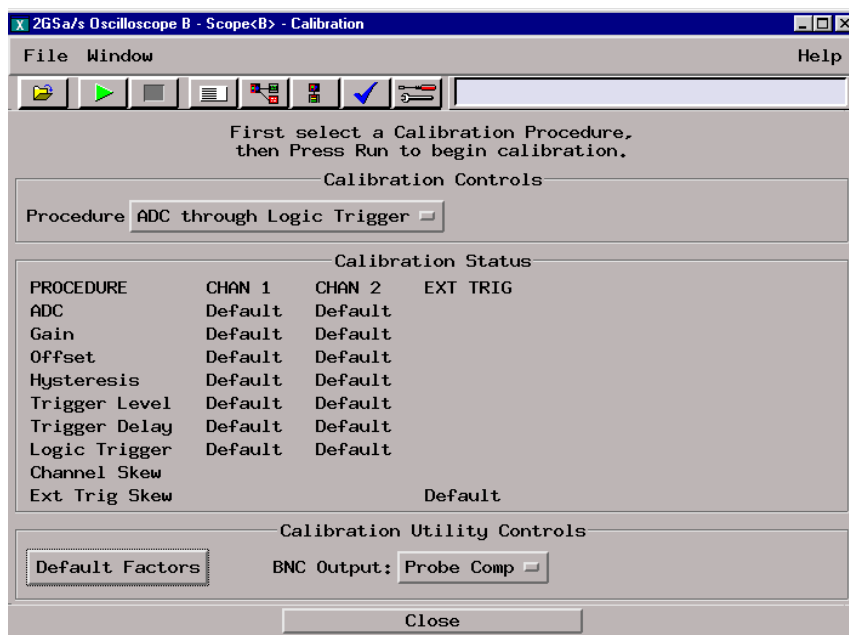 2GSa/s Oscilloscope B - Scope<B> - Calibration
File Window Help
First select a Calibration Procedure,
then Press Run to begin calibration.
Calibration Controls
Procedure ADC through Logic Trigger
Calibration Status
PROCEDURE CHAN 1 CHAN 2 EXT TRIG
ADC Default Default
Gain Default Default
Offset Default Default
Hysteresis Default Default
Trigger Level Default Default
Trigger Delay Default Default
Logic Trigger Default Default
Channel Skew
Ext Trig Skew Default
Calibration Utility Controls
Default Factors BNC Output: Probe Comp
Close